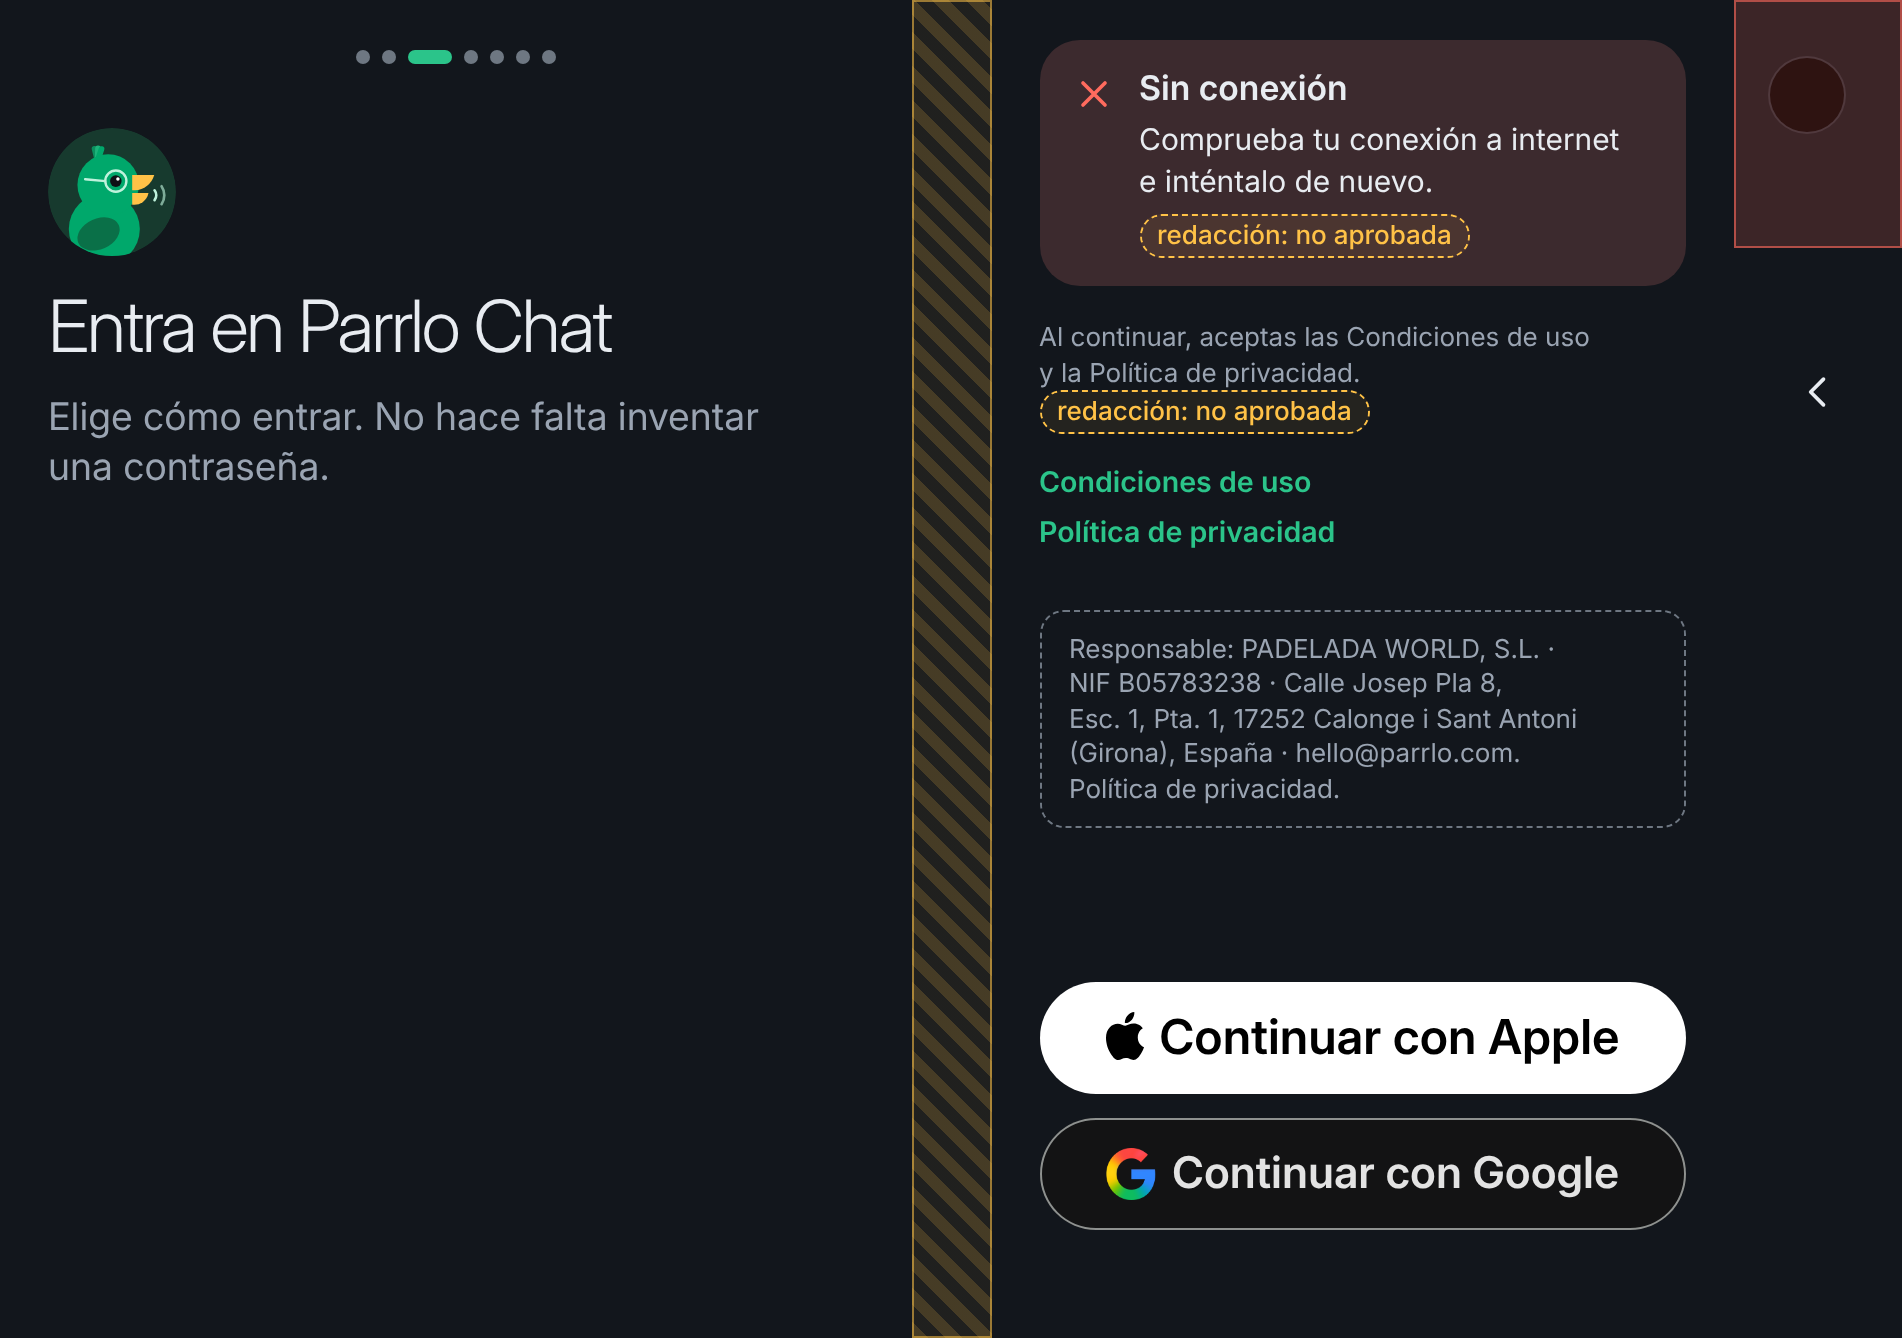 Entra en Parrlo Chat
Elige cómo entrar. No hace falta inventar
una contraseña.
Sin conexión
Comprueba tu conexión a internet
e inténtalo de nuevo.
redacción: no aprobada
Al continuar, aceptas las Condiciones de uso
y la Política de privacidad.
redacción: no aprobada
Condiciones de uso
Política de privacidad
Responsable: PADELADA WORLD, S.L. ·
NIF B05783238 · Calle Josep Pla 8,
Esc. 1, Pta. 1, 17252 Calonge i Sant Antoni
(Girona), España · hello@parrlo.com.
Política de privacidad.
Continuar con Apple
Continuar con Google